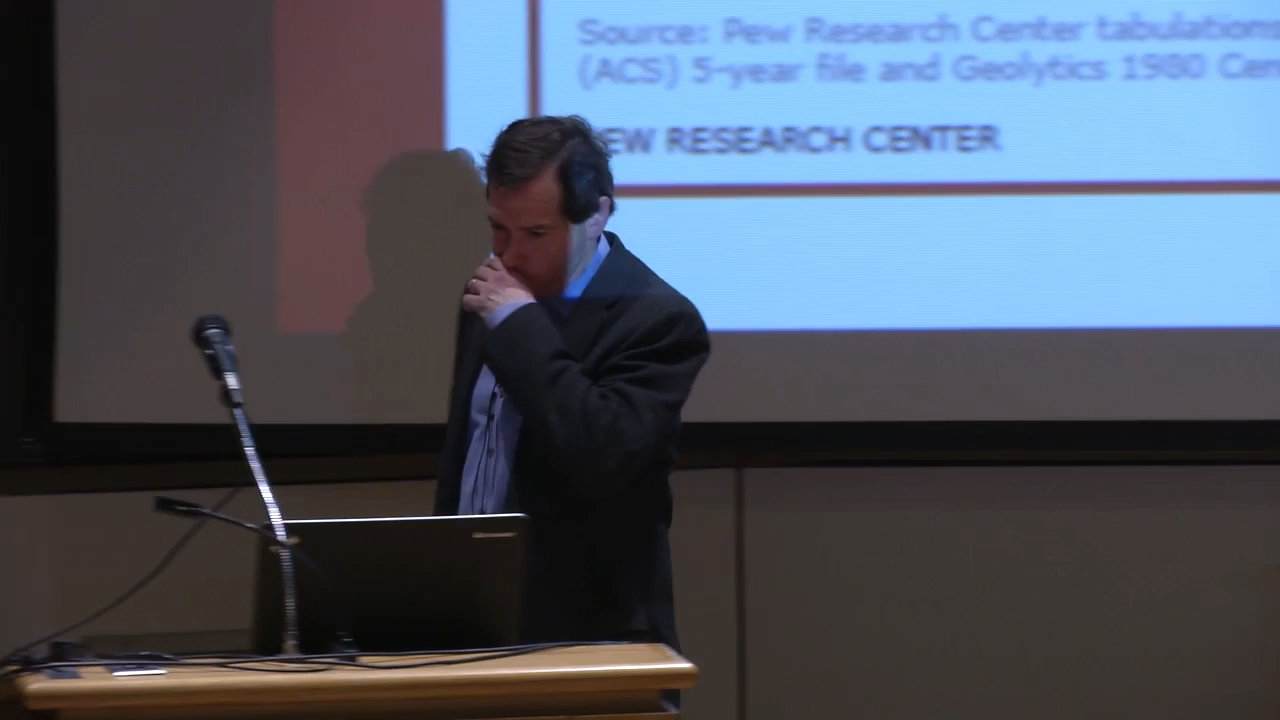 Source: Pew Research Center tabulations
(ACS) 5-year file and Geolytics 1980 Cen
EW RESEARCH CENTER